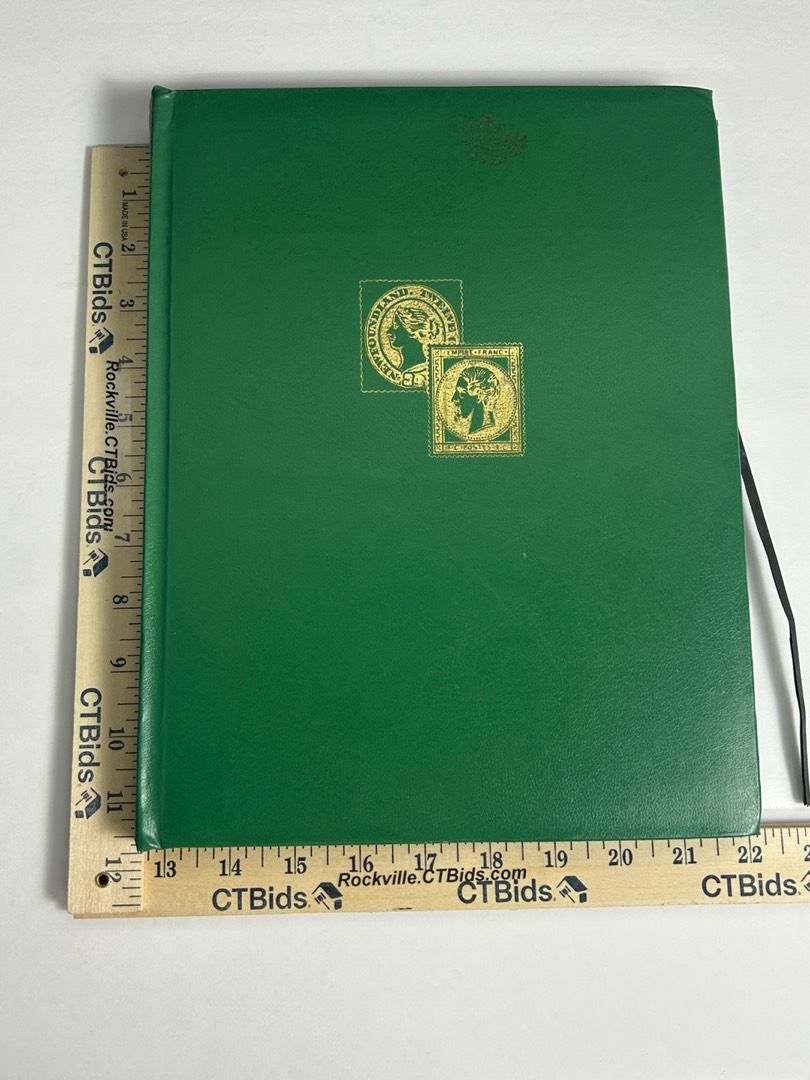 NEWFOUNDLAND. TWELVE
EMPIRE · FRANC ·
POSTES
1
MADE IN USA
2
3
4
5
6
7
8
9
10
11
12
CTBids.
Rockville.CTBids.com
CTBids.
CTBids.
13 14 15 16 17 18 19 20 21 22
Rockville.CTBids.com
CTBids. CTBids. CTBids.